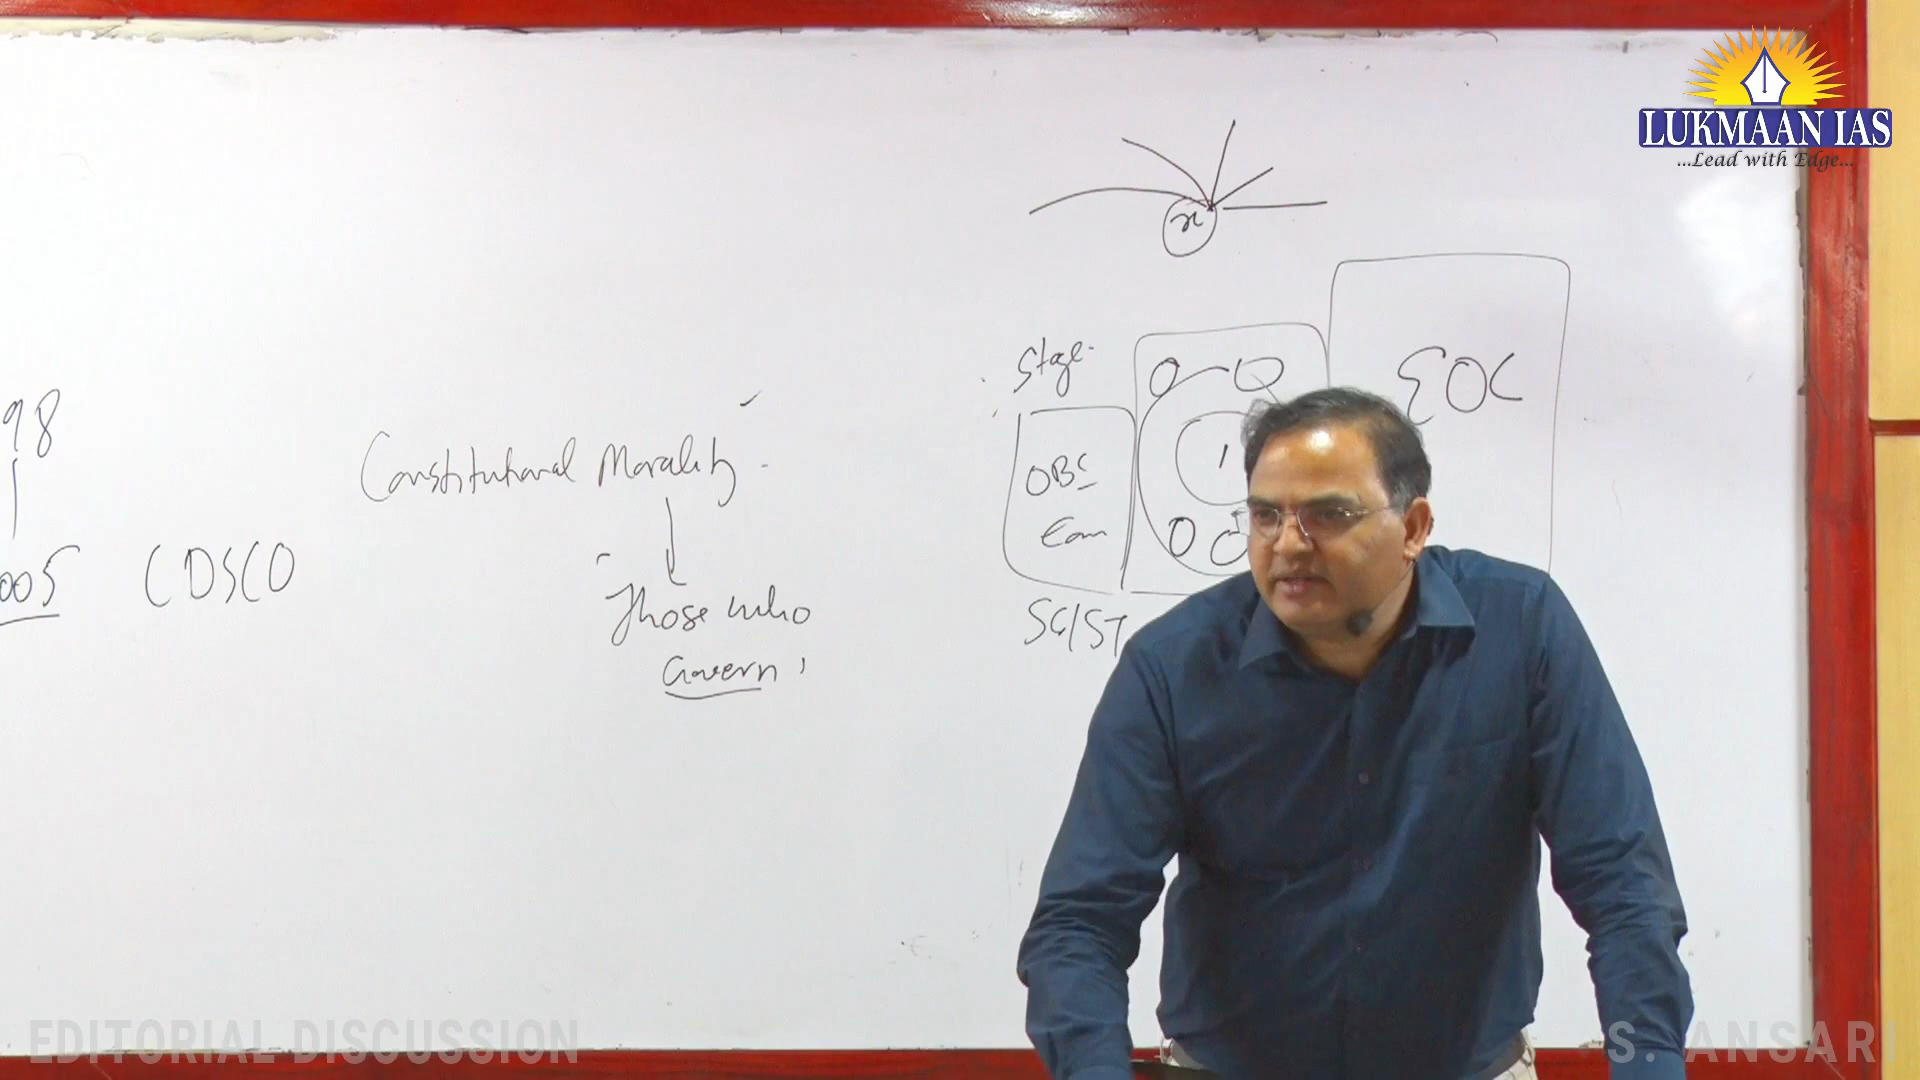 LUKMAAN IAS
...Lead with Edge...
x
Stage
EOC
98
Constitutional Morality
OBC
Eam
005
CDSCO
Those who
Govern
SC/ST
EDITORIAL DISCUSSION
S. ANSARI